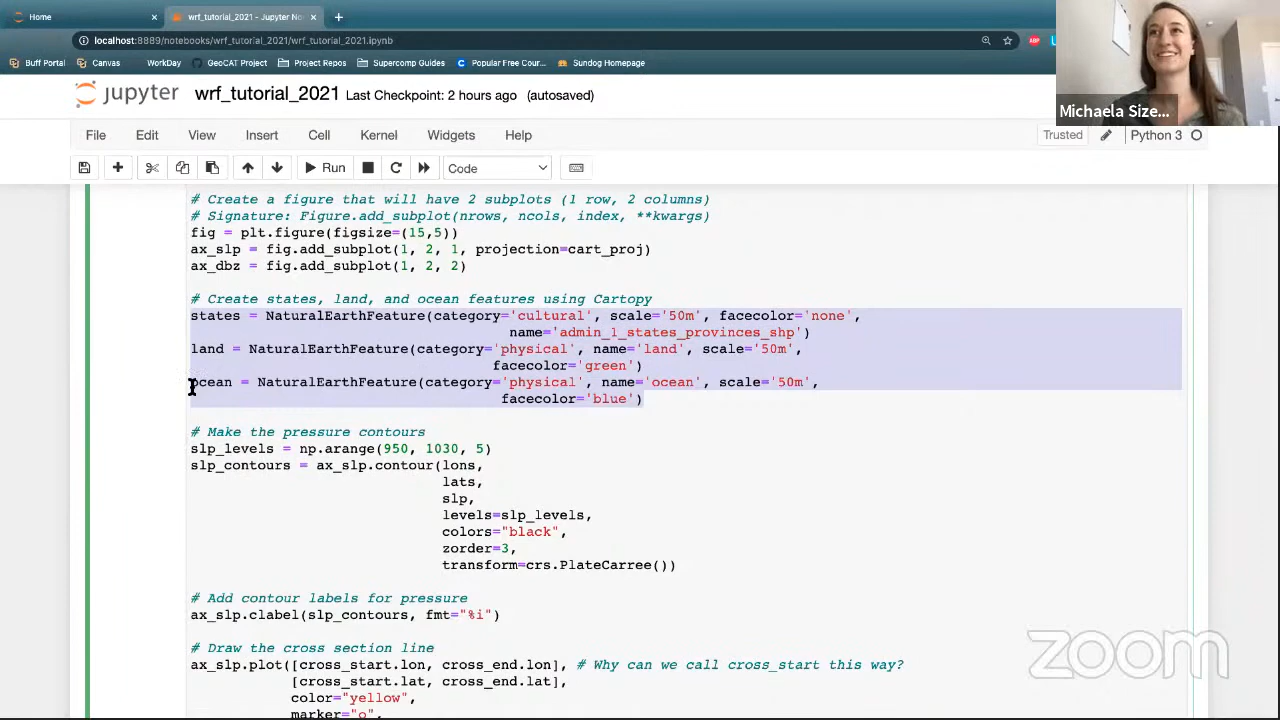 Home
wrf_tutorial_2021 - Jupyter No
localhost:8889/notebooks/wrf_tutorial_2021/wrf_tutorial_2021.ipynb
ABP
Buff Portal Canvas WorkDay GeoCAT Project Project Repos Supercomp Guides Popular Free Cour... Sundog Homepage
jupyter wrf_tutorial_2021 Last Checkpoint: 2 hours ago (autosaved)
Michaela Size...
File Edit View Insert Cell Kernel Widgets Help Trusted Python 3
Run Code
# Create a figure that will have 2 subplots (1 row, 2 columns)
# Signature: Figure.add_subplot(nrows, ncols, index, **kwargs)
fig = plt.figure(figsize=(15,5))
ax_slp = fig.add_subplot(1, 2, 1, projection=cart_proj)
ax_dbz = fig.add_subplot(1, 2, 2)
# Create states, land, and ocean features using Cartopy
states = NaturalEarthFeature(category='cultural', scale='50m', facecolor='none',
name='admin_1_states_provinces_shp')
land = NaturalEarthFeature(category='physical', name='land', scale='50m',
facecolor='green')
ocean = NaturalEarthFeature(category='physical', name='ocean', scale='50m',
facecolor='blue')
# Make the pressure contours
slp_levels = np.arange(950, 1030, 5)
slp_contours = ax_slp.contour(lons,
lats,
slp,
levels=slp_levels,
colors="black",
zorder=3,
transform=crs.PlateCarree())
# Add contour labels for pressure
ax_slp.clabel(slp_contours, fmt="%i")
# Draw the cross section line
ax_slp.plot([cross_start.lon, cross_end.lon], # Why can we call cross_start this way?
[cross_start.lat, cross_end.lat],
color="yellow",
marker="o",
zoom